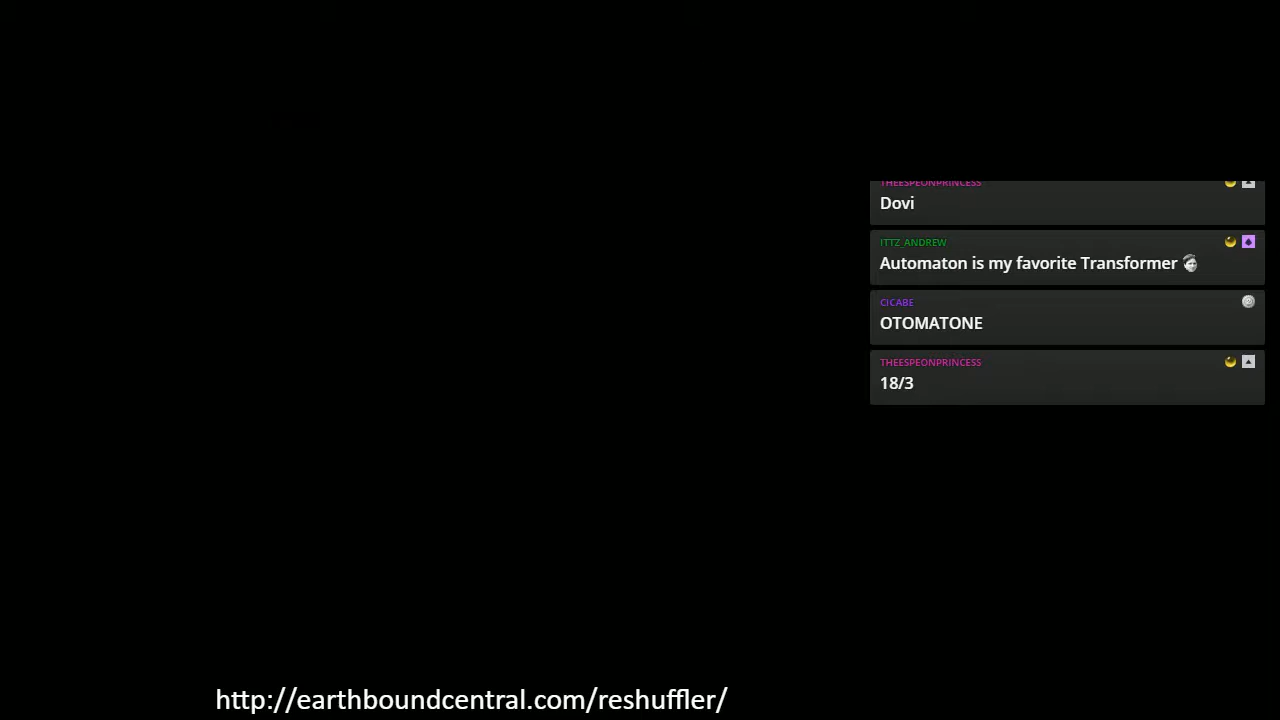 THEESPEONPRINCESS
Dovi
ITTZ_ANDREW
Automaton is my favorite Transformer
CICABE
OTOMATONE
THEESPEONPRINCESS
18/3
http://earthboundcentral.com/reshuffler/